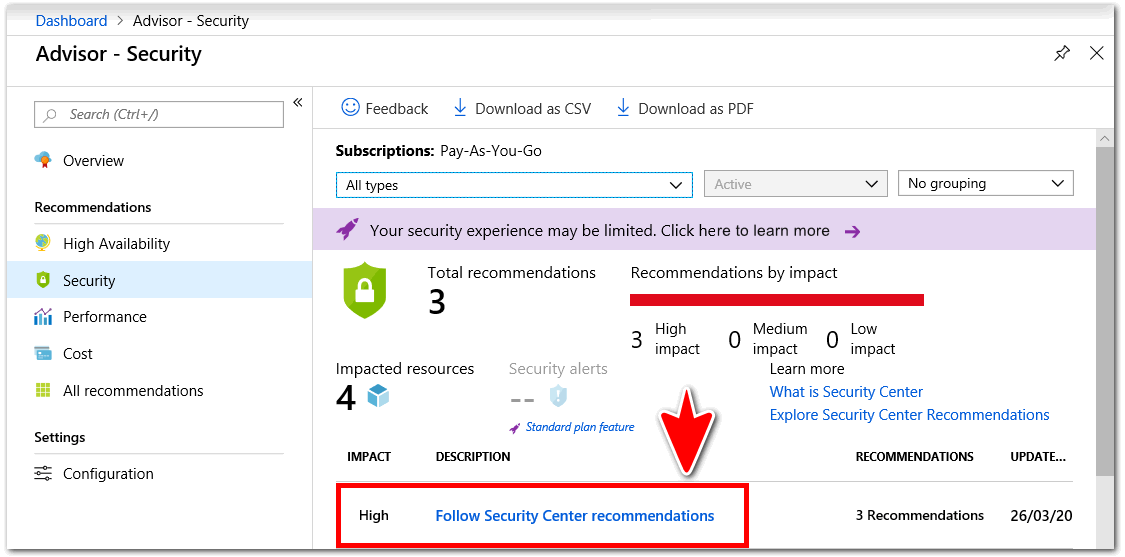 Dashboard > Advisor - Security
Advisor - Security
Search (Ctrl+/)
«
Overview
Recommendations
High Availability
Security
Performance
Cost
All recommendations
Settings
Configuration
Feedback
Download as CSV
Download as PDF
Subscriptions: Pay-As-You-Go
All types
Active
No grouping
Your security experience may be limited. Click here to learn more
Total recommendations
3
Recommendations by impact
3 High impact
0 Medium impact
0 Low impact
Impacted resources
4
Security alerts
--
Standard plan feature
Learn more
What is Security Center
Explore Security Center Recommendations
IMPACT DESCRIPTION RECOMMENDATIONS UPDATE...
High Follow Security Center recommendations 3 Recommendations 26/03/20